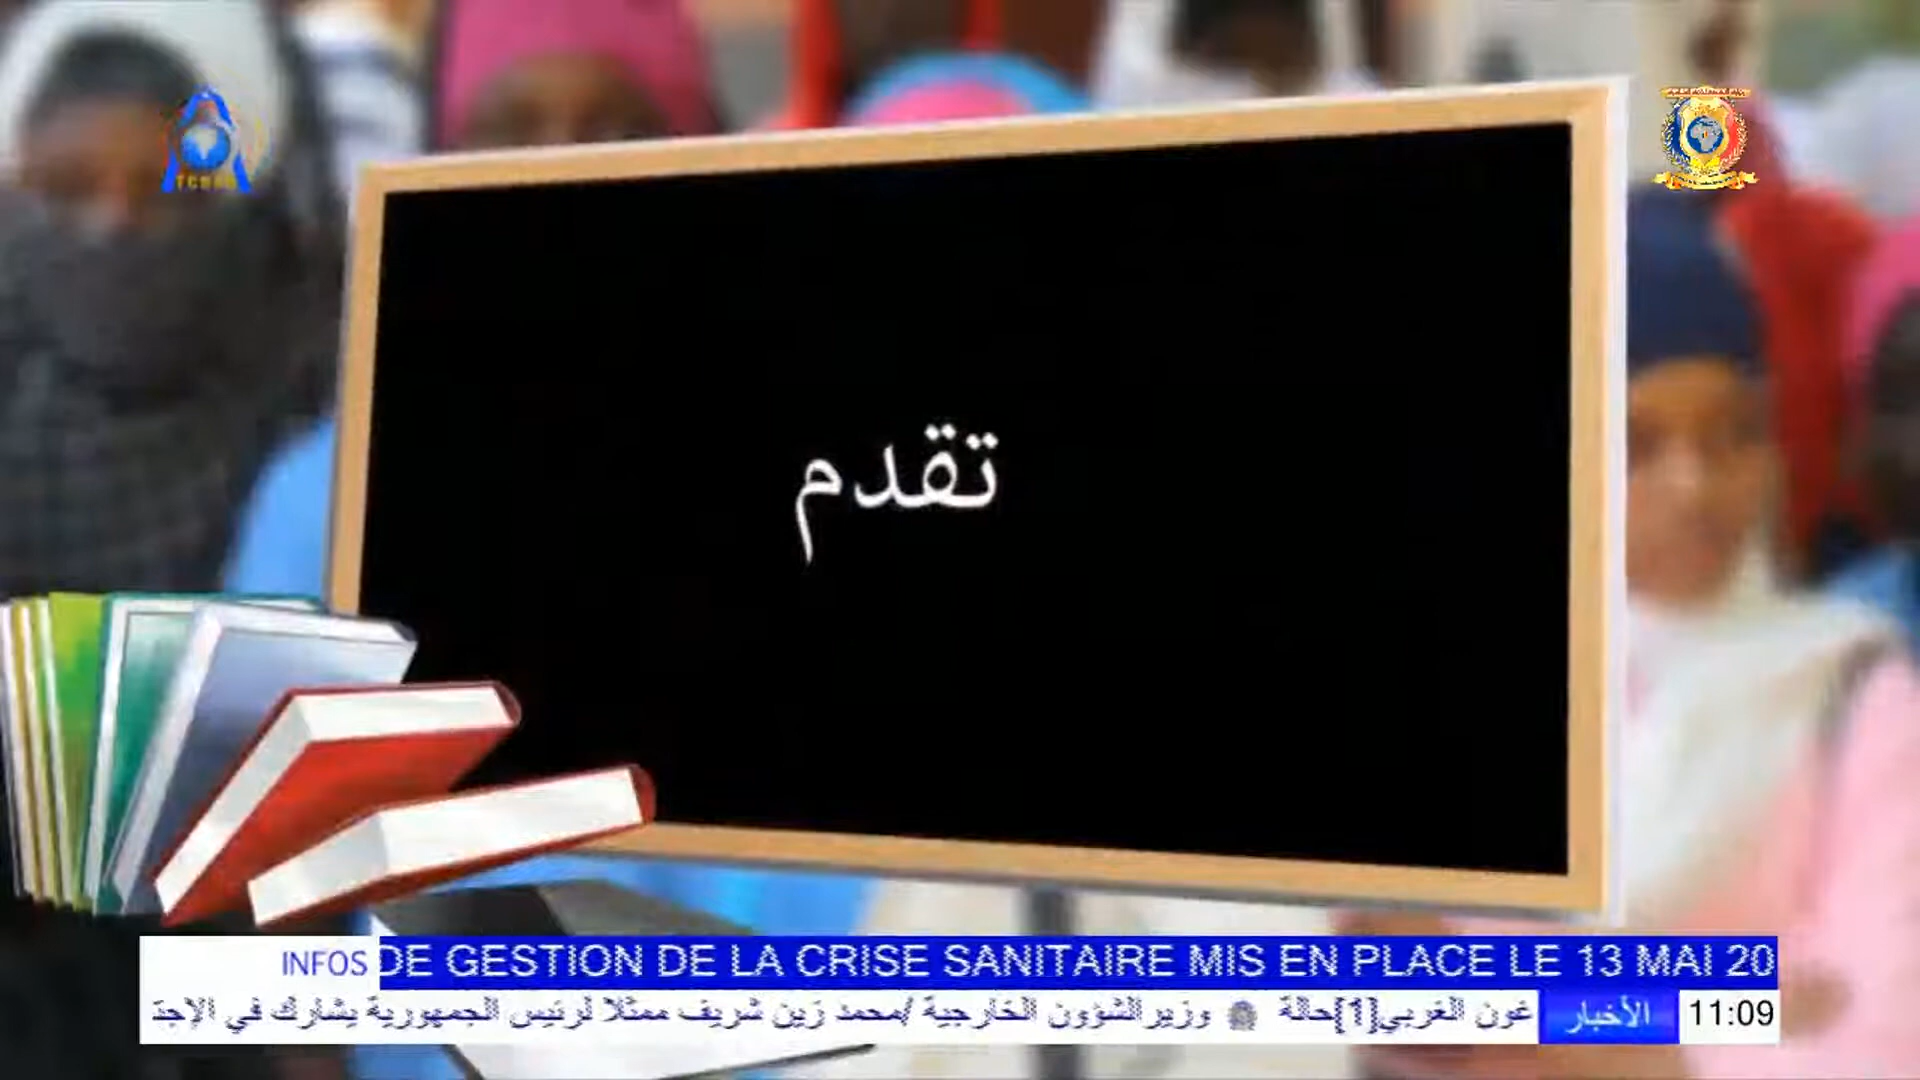 تقدم
INFOS DE GESTION DE LA CRISE SANITAIRE MIS EN PLACE LE 13 MAI 20
11:09 الأخبار غون الغربي[1]حالة وزير الشؤون الخارجية /محمد زين شريف ممثلا لرئيس الجمهورية يشارك في الإجت